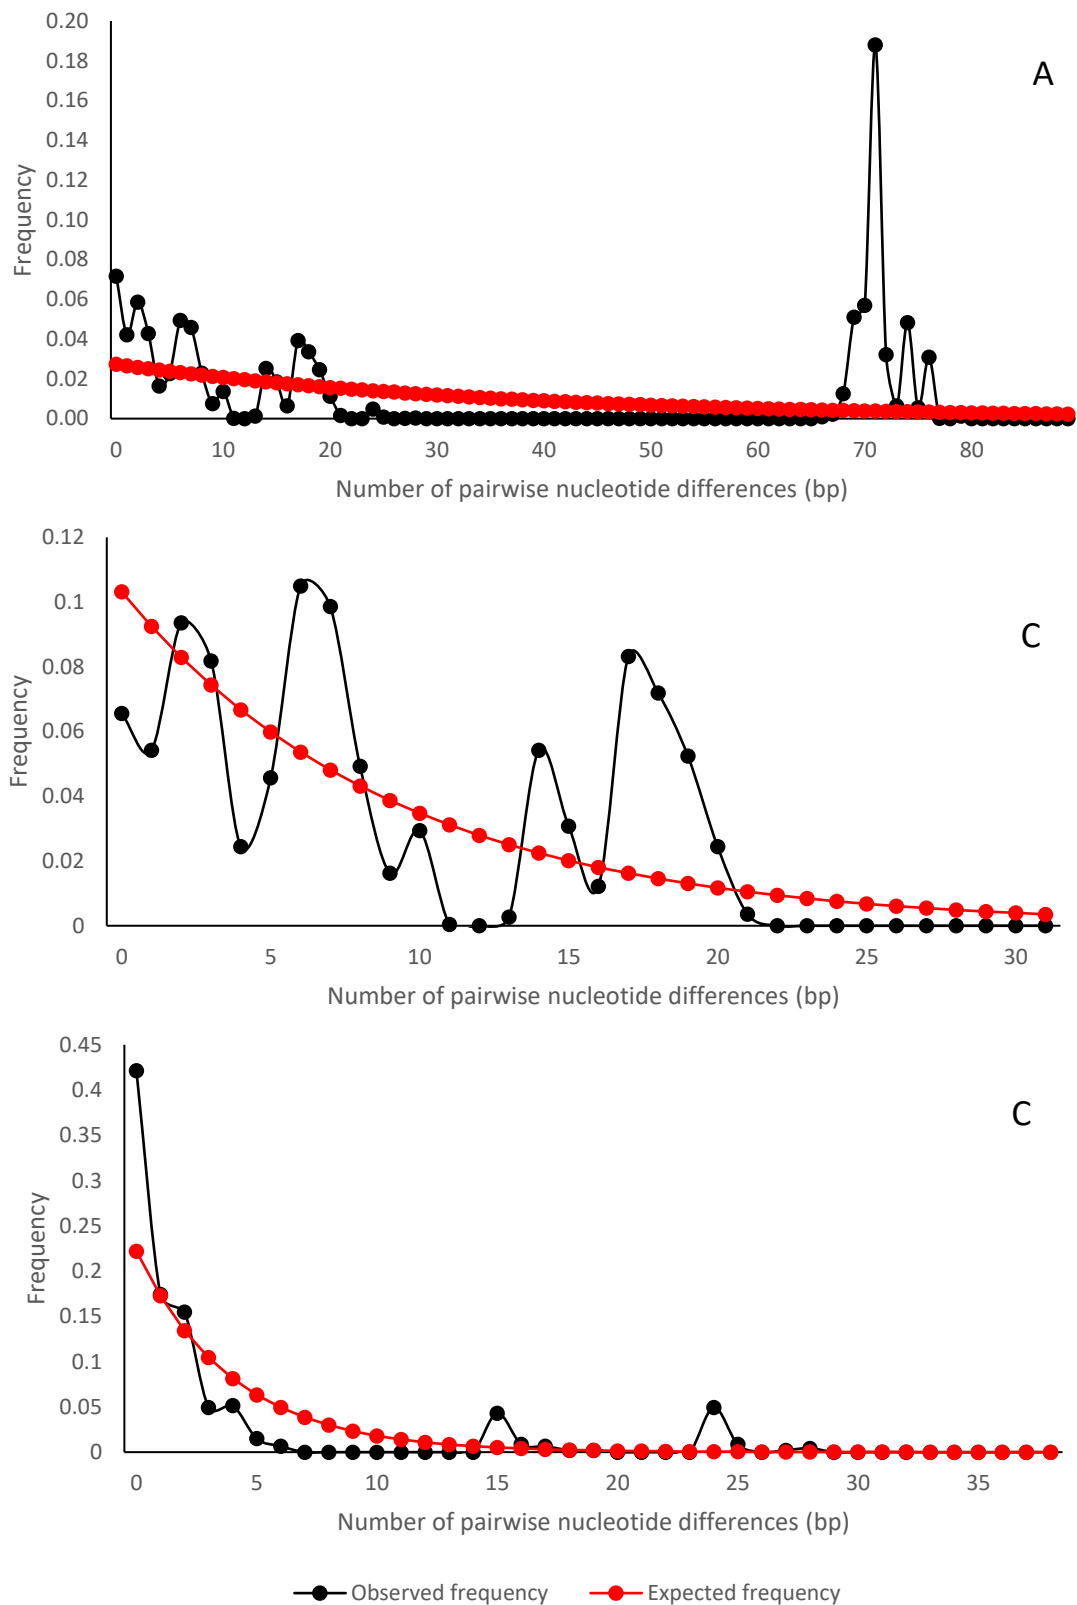 0.20
0.18
0.16
0.14
0.12
0.10
0.08
0.06
0.04
0.02
0.00
Frequency
A
0 10 20 30 40 50 60 70 80
Number of pairwise nucleotide differences (bp)
0.12
0.1
0.08
0.06
0.04
0.02
0
Frequency
C
0 5 10 15 20 25 30
Number of pairwise nucleotide differences (bp)
0.45
0.4
0.35
0.3
0.25
0.2
0.15
0.1
0.05
0
Frequency
C
0 5 10 15 20 25 30 35
Number of pairwise nucleotide differences (bp)
Observed frequency Expected frequency